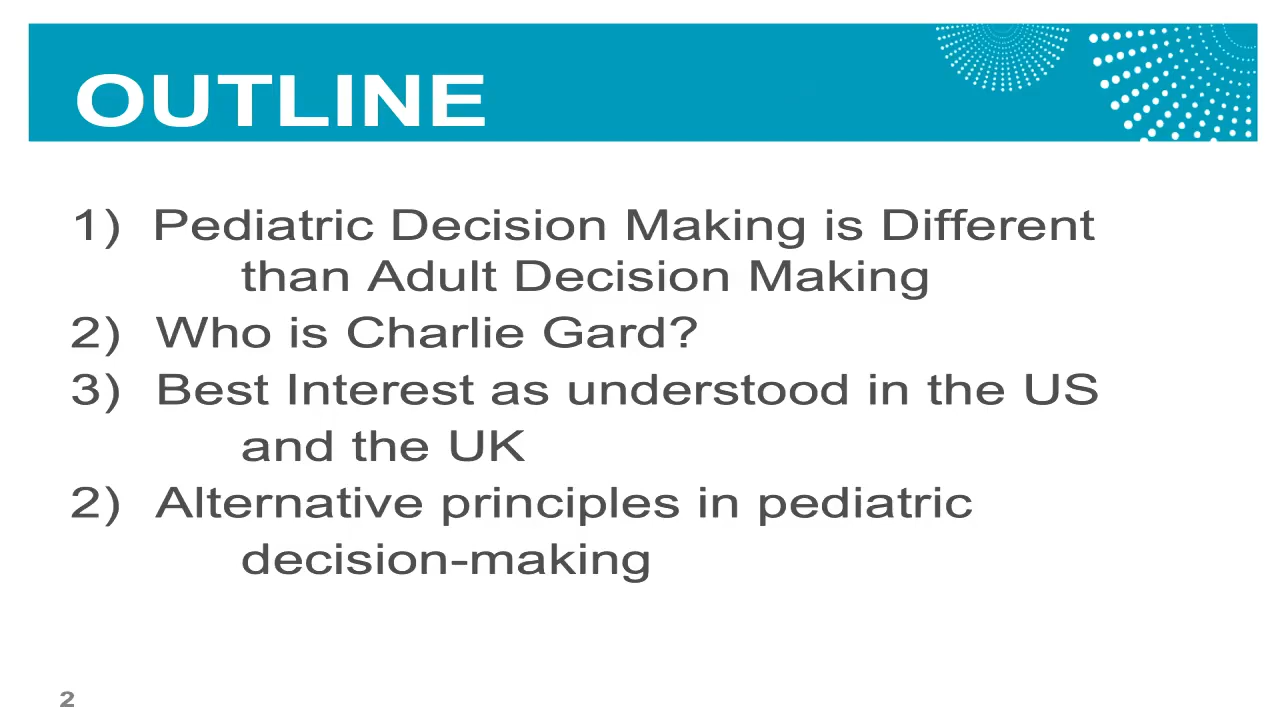 OUTLINE
1) Pediatric Decision Making is Different
than Adult Decision Making
2) Who is Charlie Gard?
3) Best Interest as understood in the US
and the UK
2) Alternative principles in pediatric
decision-making
2